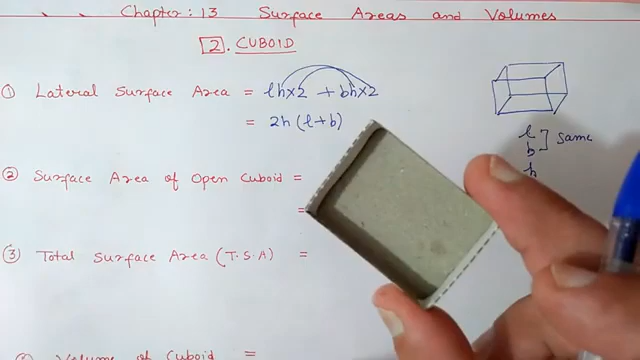 Chapter: 13 Surface Areas and Volumes
2. CUBOID
① Lateral Surface Area = lh×2 + bh×2
= 2h (l+b)
l
b ] Same
h
② Surface Area of Open Cuboid =
=
③ Total Surface Area (T.S.A) =
Volume of Cuboid =